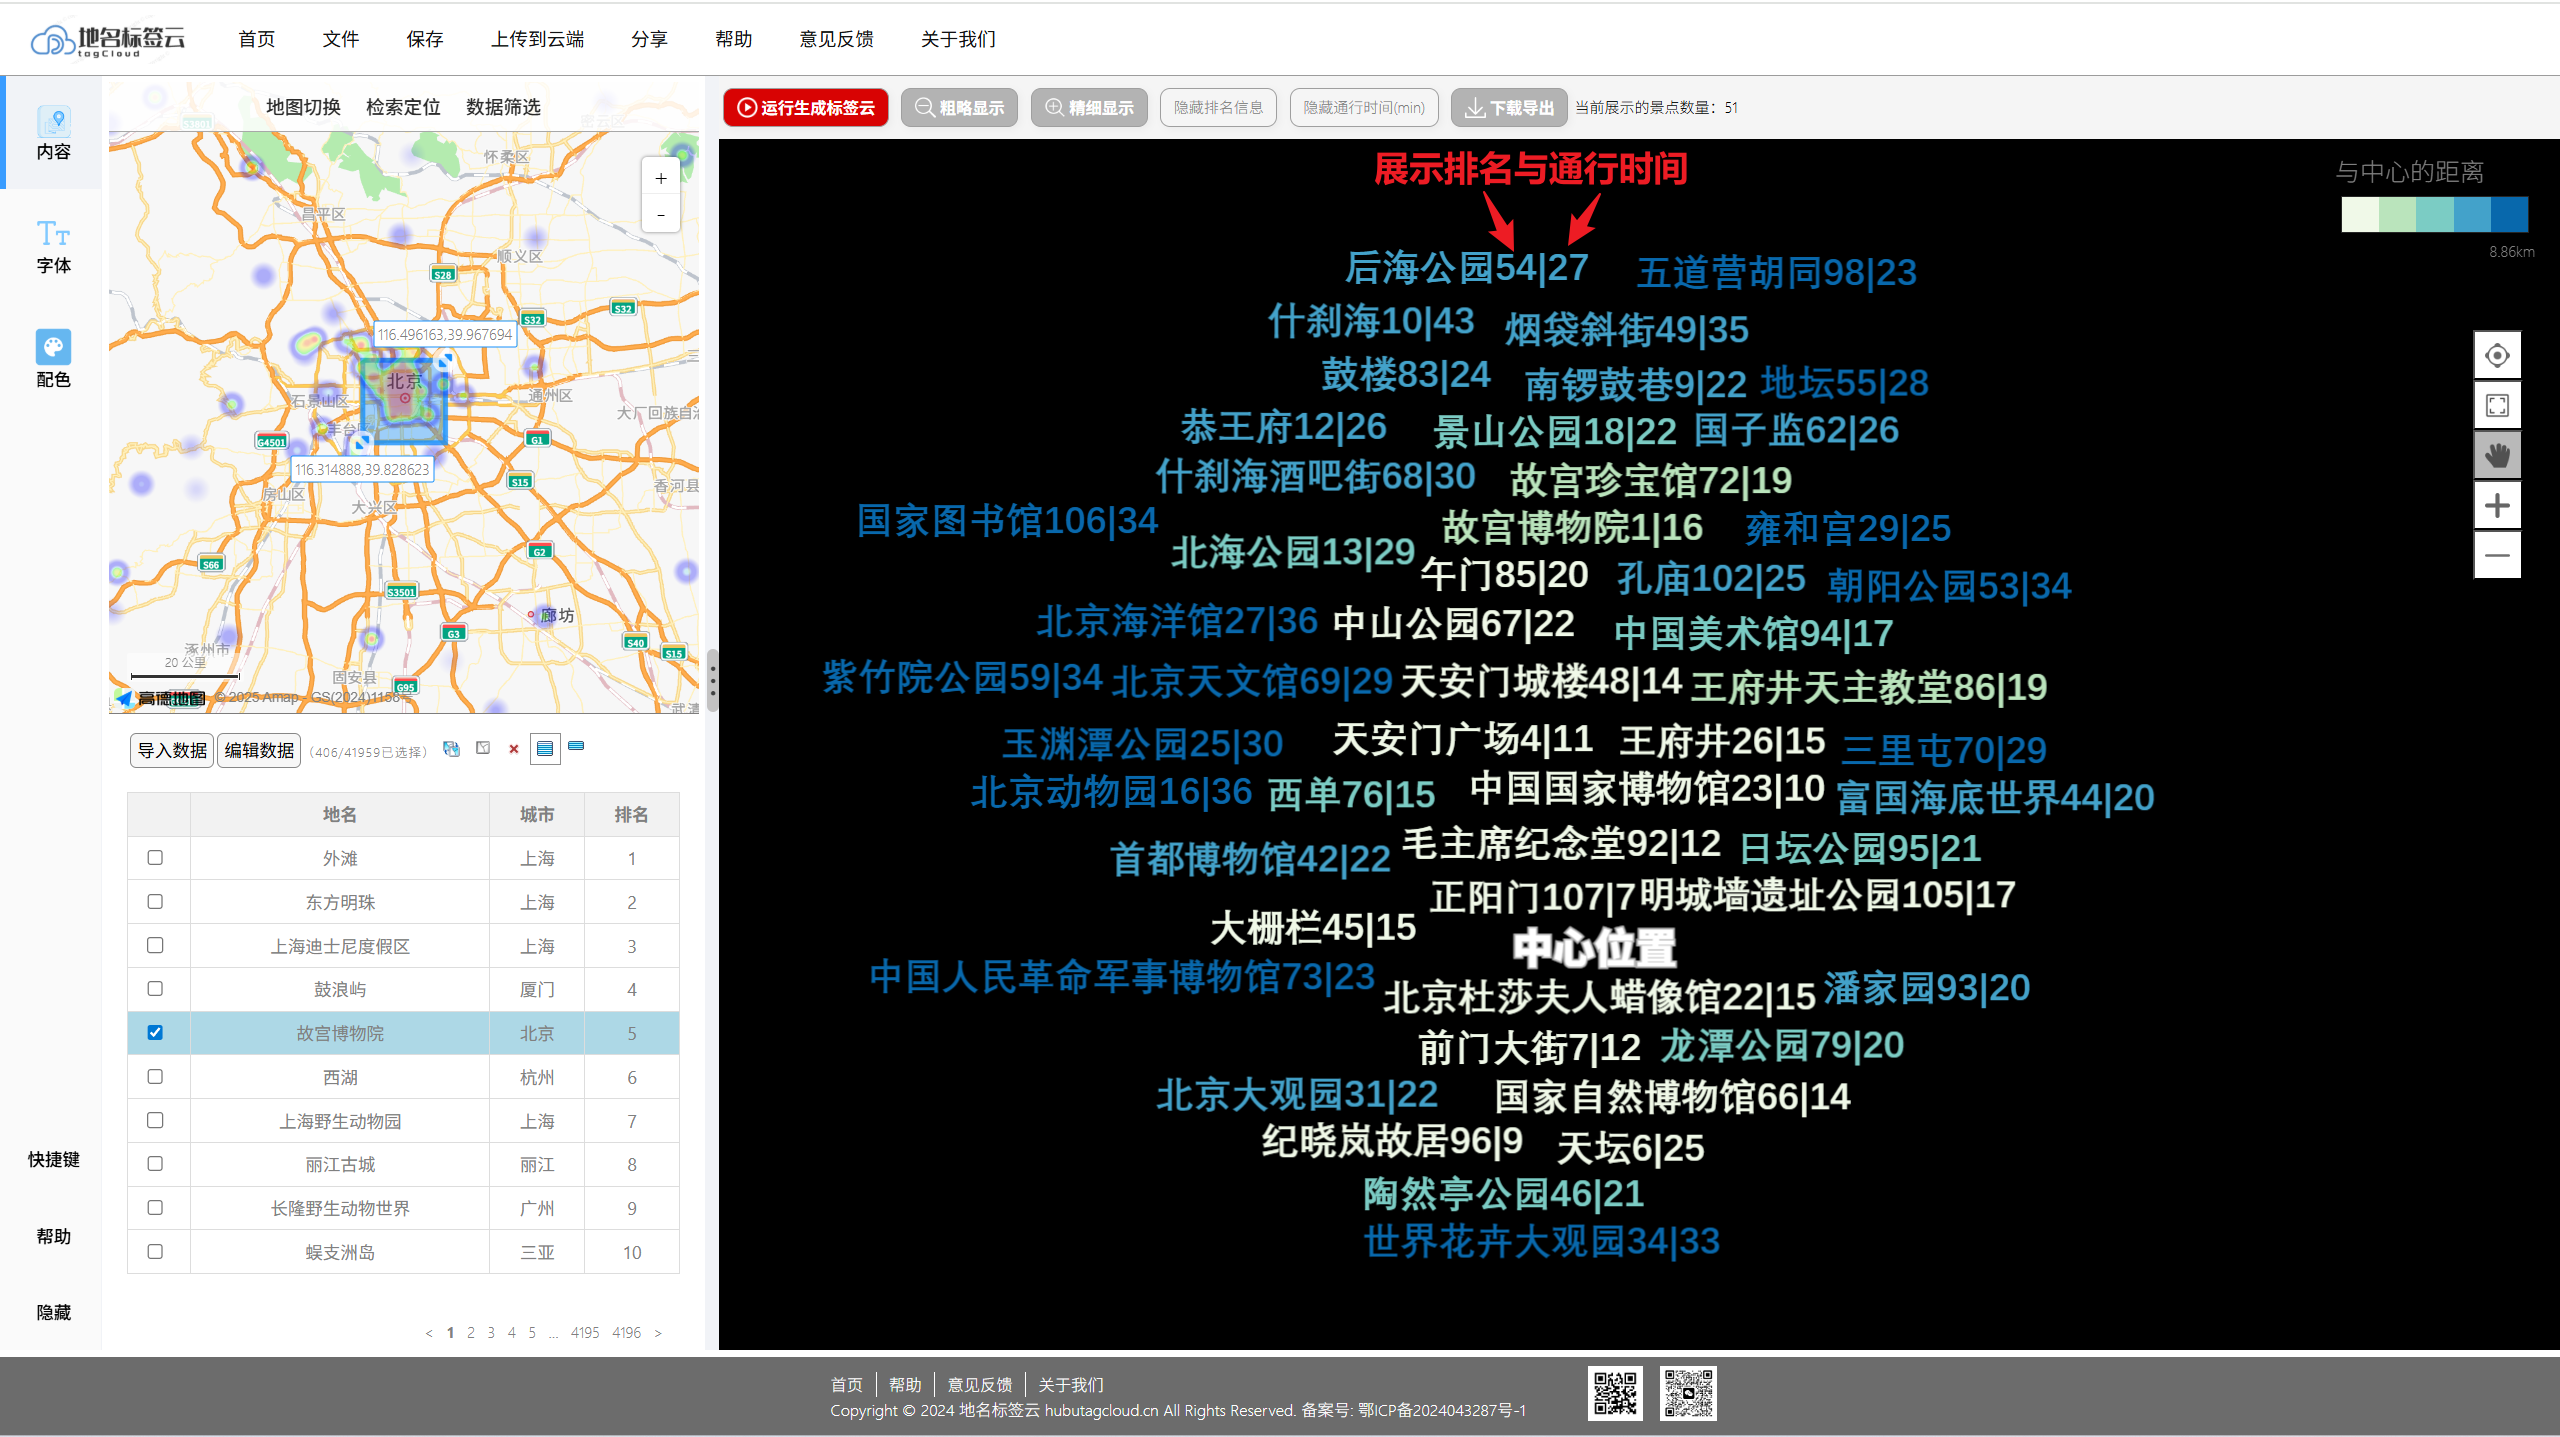 地名标签云
tagCloud
首页 文件 保存 上传到云端 分享 帮助 意见反馈 关于我们
内容
字体
配色
快捷键
帮助
隐藏
地图切换 检索定位 数据筛选
S3801
密云区
怀柔区
昌平区
顺义区
S28
S32
S32
116.496163,39.967694
北京
石景山区
通州区
大厂回族自治
丰台区
G4501
G1
116.314888,39.828623
房山区
大兴区
S15
香河县
S66
G2
S3501
廊坊
G3
涿州市
S40
S15
20 公里
固安县
G95
武清
高德地图 © 2025 Amap - GS(2024)1158号
+
-
导入数据 编辑数据 (406/41959已选择)
地名 城市 排名
外滩 上海 1
东方明珠 上海 2
上海迪士尼度假区 上海 3
鼓浪屿 厦门 4
故宫博物院 北京 5
西湖 杭州 6
上海野生动物园 上海 7
丽江古城 丽江 8
长隆野生动物世界 广州 9
蜈支洲岛 三亚 10
< 1 2 3 4 5 ... 4195 4196 >
运行生成标签云 粗略显示 精细显示 隐藏排名信息 隐藏通行时间(min) 下载导出 当前展示的景点数量：51
展示排名与通行时间
与中心的距离
8.86km
后海公园54|27 五道营胡同98|23
什刹海10|43 烟袋斜街49|35
鼓楼83|24 南锣鼓巷9|22 地坛55|28
恭王府12|26 景山公园18|22 国子监62|26
什刹海酒吧街68|30 故宫珍宝馆72|19
国家图书馆106|34 故宫博物院1|16 雍和宫29|25
北海公园13|29 午门85|20 孔庙102|25 朝阳公园53|34
北京海洋馆27|36 中山公园67|22 中国美术馆94|17
紫竹院公园59|34 北京天文馆69|29 天安门城楼48|14 王府井天主教堂86|19
玉渊潭公园25|30 天安门广场4|11 王府井26|15 三里屯70|29
北京动物园16|36 西单76|15 中国国家博物馆23|10 富国海底世界44|20
首都博物馆42|22 毛主席纪念堂92|12 日坛公园95|21
正阳门107|7 明城墙遗址公园105|17
大栅栏45|15
中心位置
中国人民革命军事博物馆73|23 北京杜莎夫人蜡像馆22|15 潘家园93|20
前门大街7|12 龙潭公园79|20
北京大观园31|22 国家自然博物馆66|14
纪晓岚故居96|9 天坛6|25
陶然亭公园46|21
世界花卉大观园34|33
首页 帮助 意见反馈 关于我们
Copyright © 2024 地名标签云 hubutagcloud.cn All Rights Reserved. 备案号: 鄂ICP备2024043287号-1